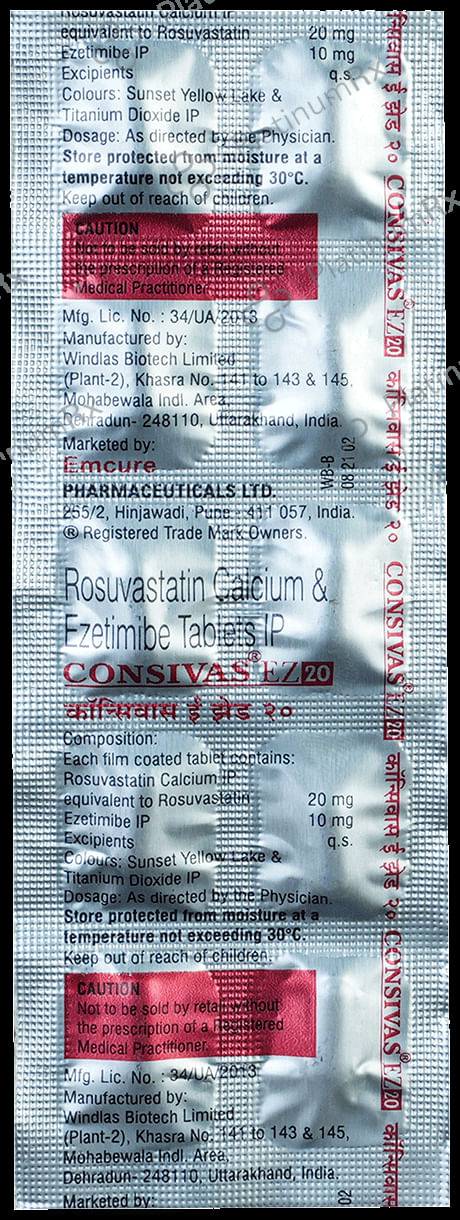 Rosuvastatin Calcium IP
equivalent to Rosuvastatin 20 mg
Ezetimibe IP 10 mg
Excipients q.s.
Colours: Sunset Yellow Lake &
Titanium Dioxide IP
Dosage: As directed by the Physician.
Store protected from moisture at a
temperature not exceeding 30°C.
Keep out of reach of children.
CAUTION
Not to be sold by retail without
the prescription of a Registered
Medical Practitioner.
Mfg. Lic. No. : 34/UA/2013
Manufactured by:
Windlas Biotech Limited
(Plant-2), Khasra No. 141 to 143 & 145,
Mohabewala Indl. Area,
Dehradun- 248110, Uttarakhand, India.
Marketed by:
Emcure
PHARMACEUTICALS LTD.
255/2, Hinjawadi, Pune - 411 057, India.
® Registered Trade Mark Owners.
WB-B
08 21 02
Rosuvastatin Calcium &
Ezetimibe Tablets IP
CONSIVAS® EZ 20
कॉन्सिवास ई झेड २०
Composition:
Each film coated tablet contains:
Rosuvastatin Calcium IP
equivalent to Rosuvastatin 20 mg
Ezetimibe IP 10 mg
Excipients q.s.
Colours: Sunset Yellow Lake &
Titanium Dioxide IP
Dosage: As directed by the Physician.
Store protected from moisture at a
temperature not exceeding 30°C.
Keep out of reach of children.
CAUTION
Not to be sold by retail without
the prescription of a Registered
Medical Practitioner.
Mfg. Lic. No. : 34/UA/2013
Manufactured by:
Windlas Biotech Limited
(Plant-2), Khasra No. 141 to 143 & 145,
Mohabewala Indl. Area,
Dehradun- 248110, Uttarakhand, India.
Marketed by:
02
ई झेड २० CONSIVAS® EZ 20 कॉन्सिवास ई झेड २० CONSIVAS® EZ 20 कॉन्सिवास ई झेड २० CONSIVAS® EZ 20 कॉन्सिवास
PlatinumRx
PlatinumRx